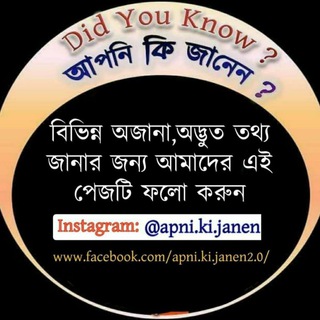 Did You Know ?
আপনি কি জানেন ?
বিভিন্ন অজানা,অদ্ভুত তথ্য
জানার জন্য আমাদের এই
পেজটি ফলো করুন
Instagram: @apni.ki.janen
www.facebook.com/apni.ki.janen2.0/